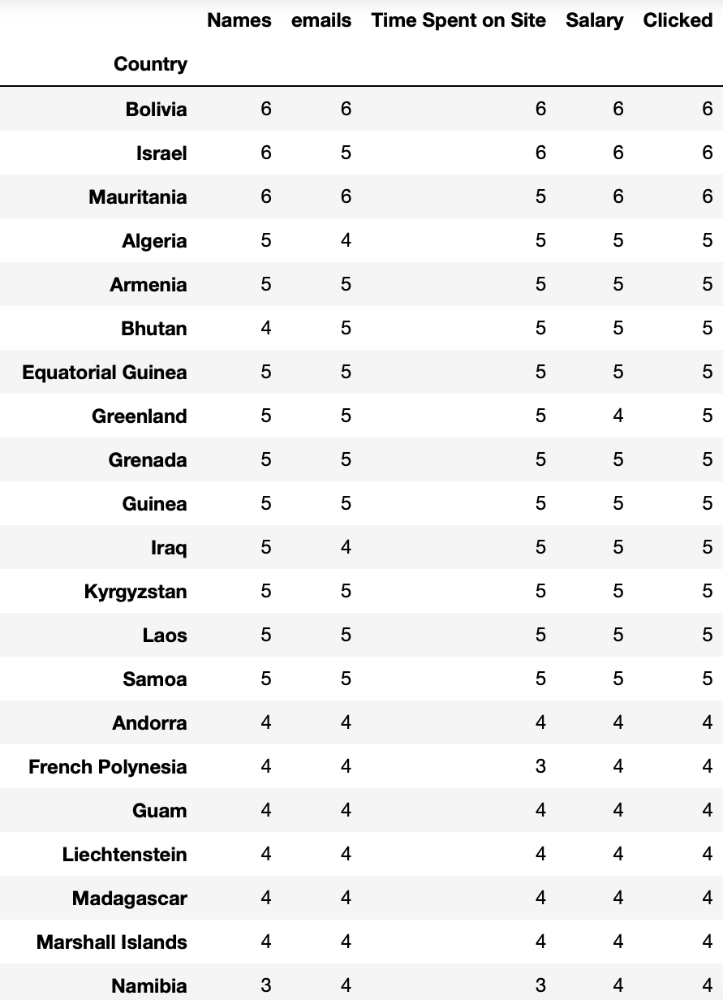 Names emails Time Spent on Site Salary Clicked
Country
Bolivia 6 6 6 6 6
Israel 6 5 6 6 6
Mauritania 6 6 5 6 6
Algeria 5 4 5 5 5
Armenia 5 5 5 5 5
Bhutan 4 5 5 5 5
Equatorial Guinea 5 5 5 5 5
Greenland 5 5 5 4 5
Grenada 5 5 5 5 5
Guinea 5 5 5 5 5
Iraq 5 4 5 5 5
Kyrgyzstan 5 5 5 5 5
Laos 5 5 5 5 5
Samoa 5 5 5 5 5
Andorra 4 4 4 4 4
French Polynesia 4 4 3 4 4
Guam 4 4 4 4 4
Liechtenstein 4 4 4 4 4
Madagascar 4 4 4 4 4
Marshall Islands 4 4 4 4 4
Namibia 3 4 3 4 4